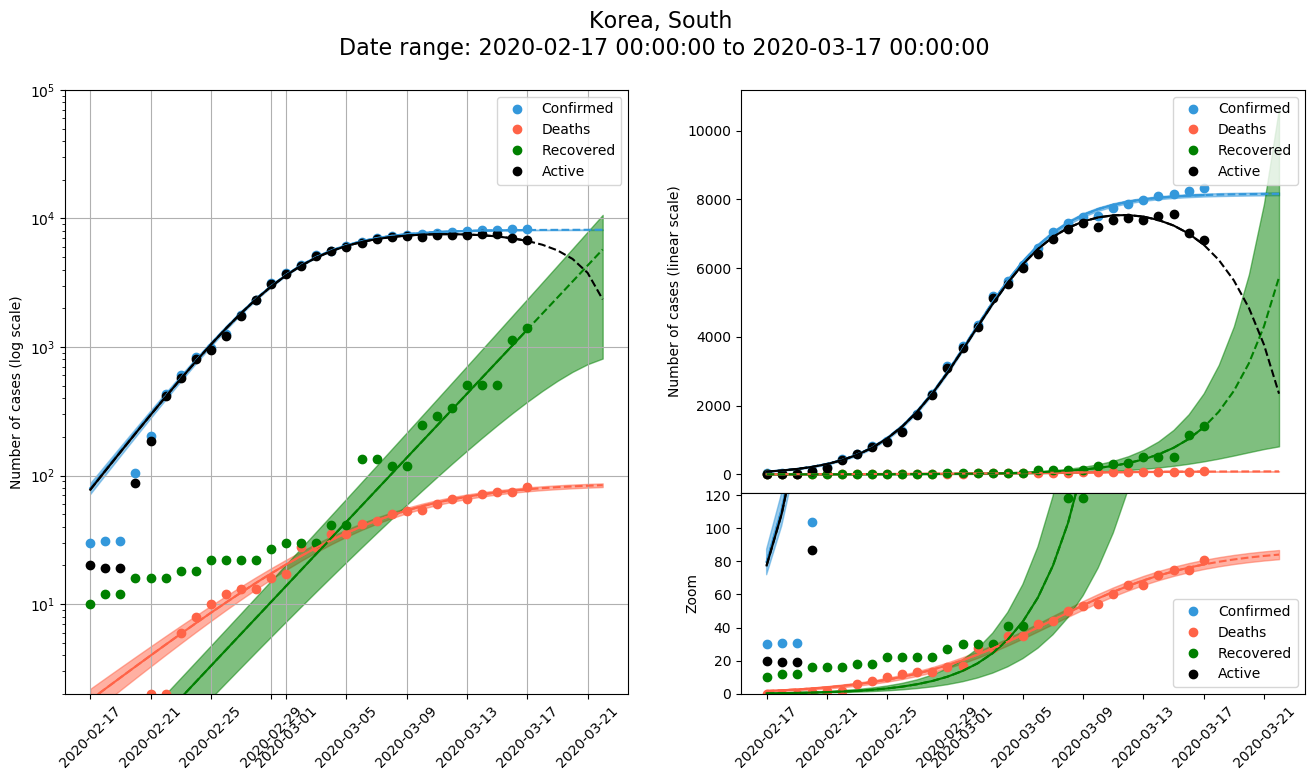 Korea, South
Date range: 2020-02-17 00:00:00 to 2020-03-17 00:00:00
Number of cases (log scale)
10^5
10^4
10^3
10^2
10^1
Confirmed
Deaths
Recovered
Active
2020-02-17
2020-02-21
2020-02-25
2020-02-29
2020-03-01
2020-03-05
2020-03-09
2020-03-13
2020-03-17
2020-03-21
Number of cases (linear scale)
10000
8000
6000
4000
2000
0
Confirmed
Deaths
Recovered
Active
Zoom
120
100
80
60
40
20
0
Confirmed
Deaths
Recovered
Active
2020-02-17
2020-02-21
2020-02-25
2020-02-29
2020-03-01
2020-03-05
2020-03-09
2020-03-13
2020-03-17
2020-03-21